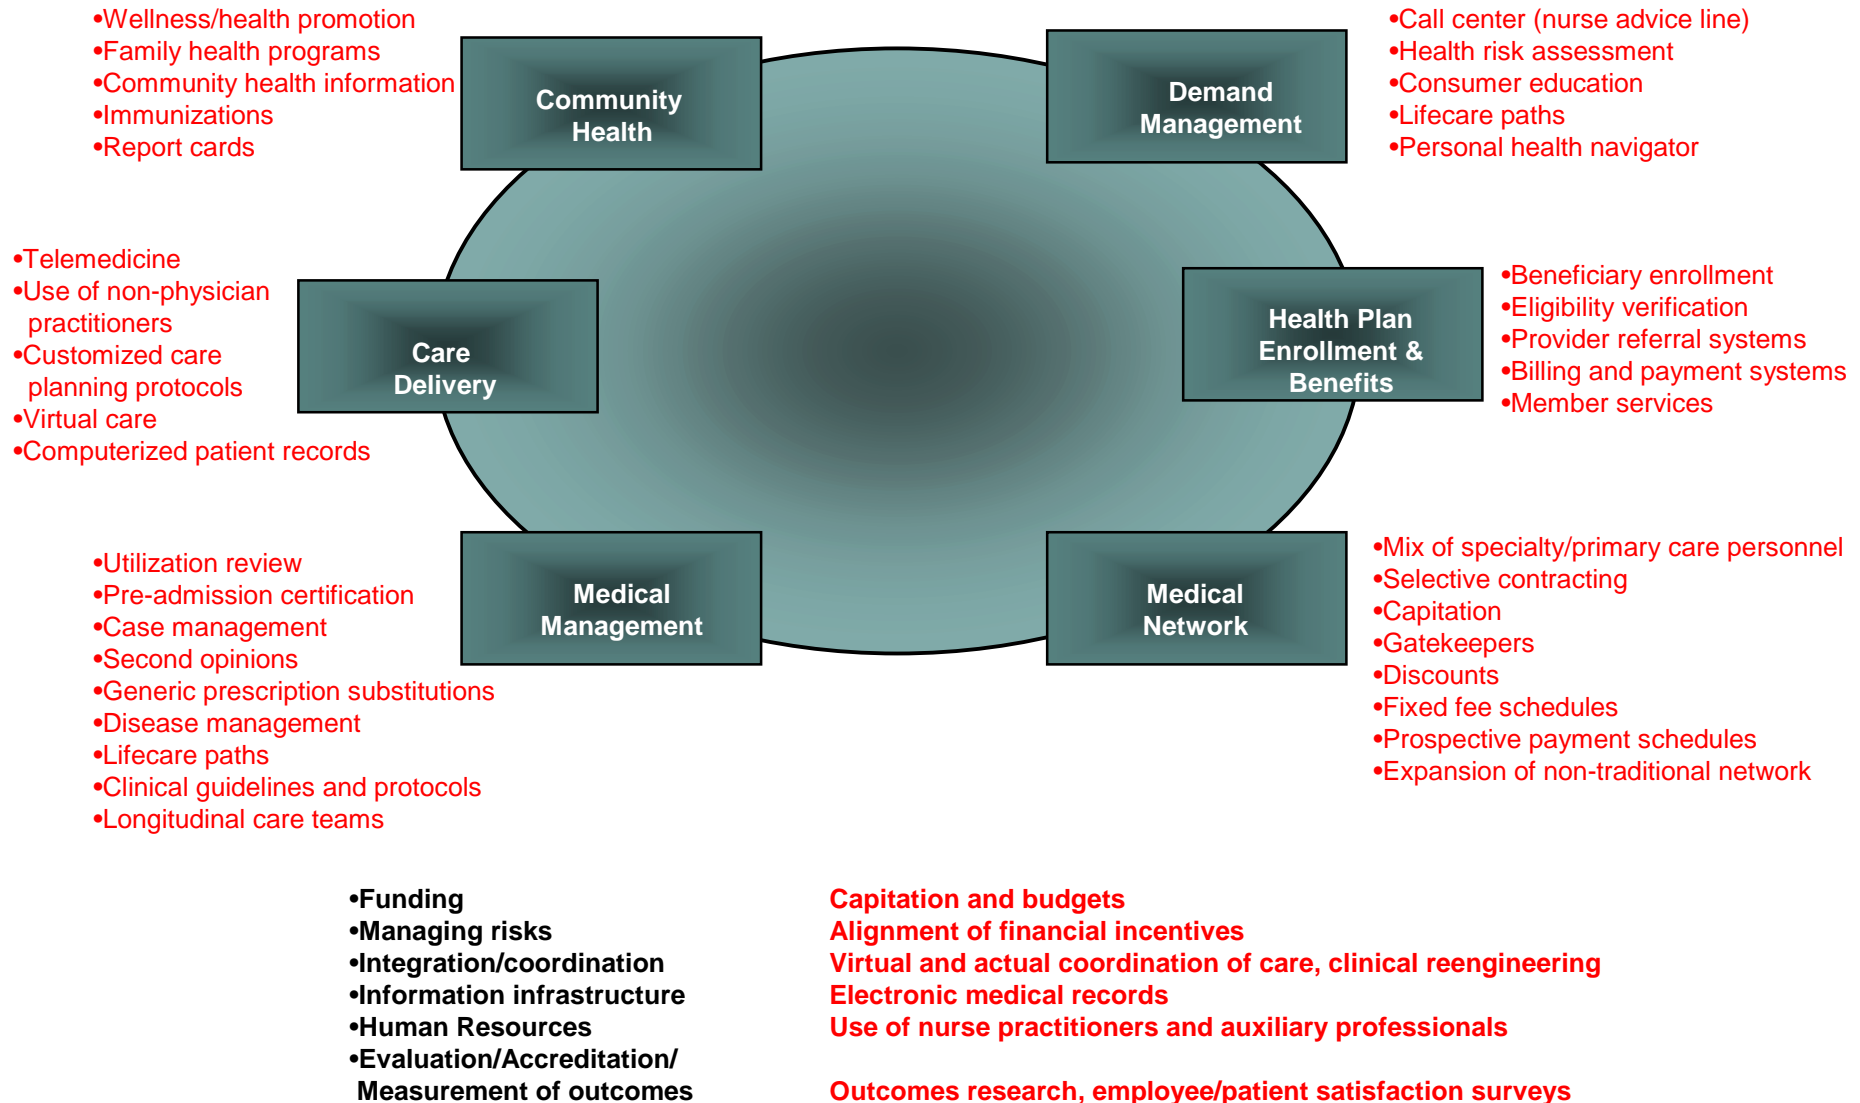 •Wellness/health promotion
•Family health programs
•Community health information
•Immunizations
•Report cards
Community
Health
Demand
Management
•Call center (nurse advice line)
•Health risk assessment
•Consumer education
•Lifecare paths
•Personal health navigator
•Telemedicine
•Use of non-physician
practitioners
•Customized care
planning protocols
•Virtual care
•Computerized patient records
Care
Delivery
Health Plan
Enrollment &
Benefits
•Beneficiary enrollment
•Eligibility verification
•Provider referral systems
•Billing and payment systems
•Member services
•Utilization review
•Pre-admission certification
•Case management
•Second opinions
•Generic prescription substitutions
•Disease management
•Lifecare paths
•Clinical guidelines and protocols
•Longitudinal care teams
Medical
Management
Medical
Network
•Mix of specialty/primary care personnel
•Selective contracting
•Capitation
•Gatekeepers
•Discounts
•Fixed fee schedules
•Prospective payment schedules
•Expansion of non-traditional network
•Funding Capitation and budgets
•Managing risks Alignment of financial incentives
•Integration/coordination Virtual and actual coordination of care, clinical reengineering
•Information infrastructure Electronic medical records
•Human Resources Use of nurse practitioners and auxiliary professionals
•Evaluation/Accreditation/
Measurement of outcomes Outcomes research, employee/patient satisfaction surveys